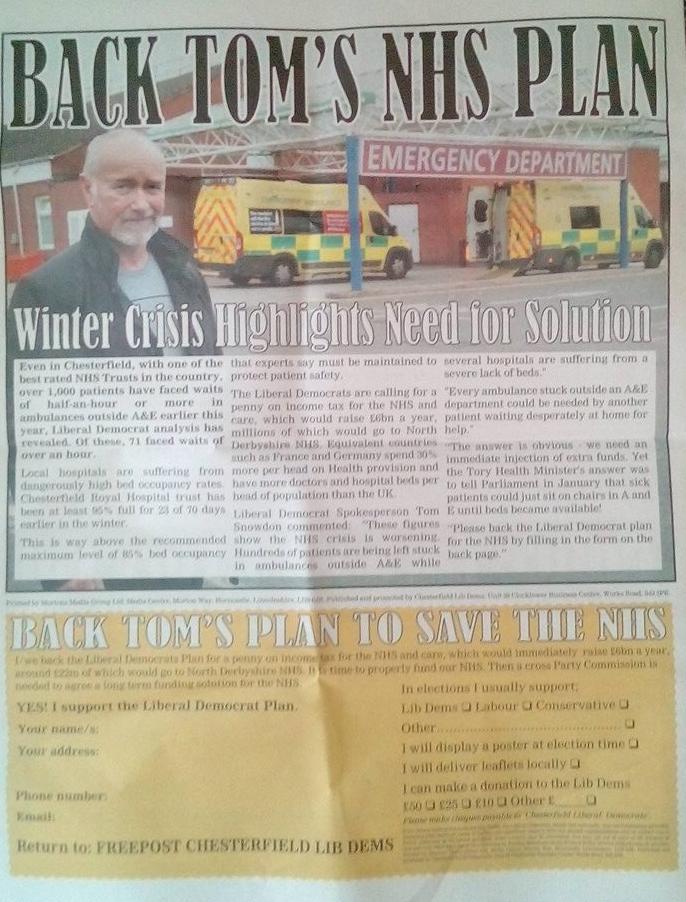 BACK TOM'S NHS PLAN
EMERGENCY DEPARTMENT
Winter Crisis Highlights Need for Solution
Even in Chesterfield, with one of the
best rated NHS Trusts in the country,
over 1,000 patients have faced waits
of half-an-hour or more in
ambulances outside A&E earlier this
year, Liberal Democrat analysis has
revealed. Of these, 71 faced waits of
over an hour.
Local hospitals are suffering from
dangerously high bed occupancy rates.
Chesterfield Royal Hospital trust has
been at least 95% full for 23 of 70 days
earlier in the winter.
This is way above the recommended
maximum level of 85% bed occupancy
that experts say must be maintained to
protect patient safety.
The Liberal Democrats are calling for a
penny on income tax for the NHS and
care, which would raise £6bn a year,
millions of which would go to North
Derbyshire NHS. Equivalent countries
such as France and Germany spend 30%
more per head on Health provision and
have more doctors and hospital beds per
head of population than the UK.
Liberal Democrat Spokesperson Tom
Snowdon commented: "These figures
show the NHS crisis is worsening.
Hundreds of patients are being left stuck
in ambulances outside A&E while
several hospitals are suffering from a
severe lack of beds."
"Every ambulance stuck outside an A&E
department could be needed by another
patient waiting desperately at home for
help."
"The answer is obvious - we need an
immediate injection of extra funds. Yet
the Tory Health Minister's answer was
to tell Parliament in January that sick
patients could just sit on chairs in A and
E until beds became available!
"Please back the Liberal Democrat plan
for the NHS by filling in the form on the
back page."
Printed by Mortons Media Group Ltd, Media Centre, Morton Way, Horncastle, Lincolnshire, Published and promoted by Chesterfield Lib Dems, Unit Clocktower Business Centre, Works Road,
BACK TOM'S PLAN TO SAVE THE NHS
I/we back the Liberal Democrats Plan for a penny on income tax for the NHS and care, which would immediately raise £6bn a year,
around £22m of which would go to North Derbyshire NHS. It is time to properly fund our NHS. Then a cross Party Commission is
needed to agree a long term funding solution for the NHS.
YES! I support the Liberal Democrat Plan.
Your name/s:
Your address:
Phone number:
Email:
Return to: FREEPOST CHESTERFIELD LIB DEMS
In elections I usually support;
Lib Dems ❏ Labour ❏ Conservative ❏
Other............................................ ❏
I will display a poster at election time ❏
I will deliver leaflets locally ❏
I can make a donation to the Lib Dems
£50 ❏ £25 ❏ £10 ❏ Other £_____ ❏
Please make cheques payable to 'Chesterfield Liberal Democrats'.